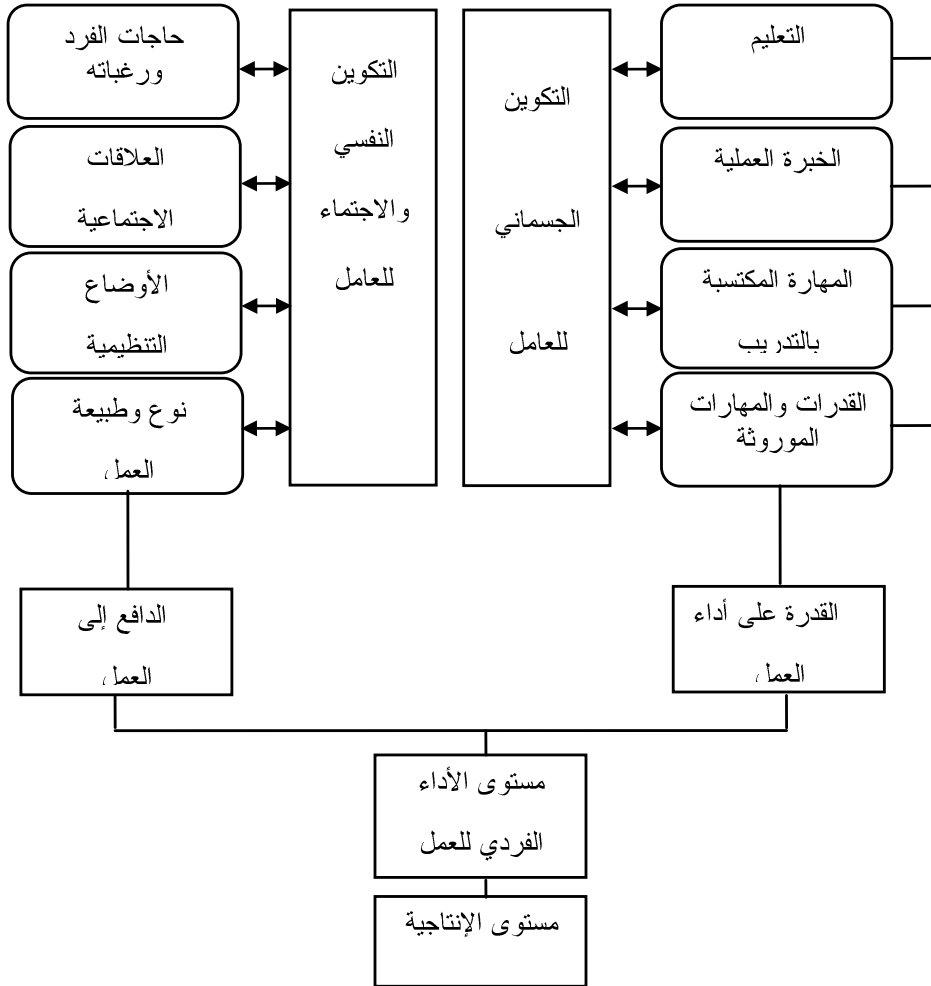 التعليم
الخبرة العملية
المهارة المكتسبة
بالتدريب
القدرات والمهارات
الموروثة
التكوين
الجسماني
للعامل
التكوين
النفسي
والاجتماء
للعامل
حاجات الفرد
ورغباته
العلاقات
الاجتماعية
الأوضاع
التنظيمية
نوع وطبيعة
العمل
القدرة على أداء
العمل
الدافع إلى
العمل
مستوى الأداء
الفردي للعمل
مستوى الإنتاجية